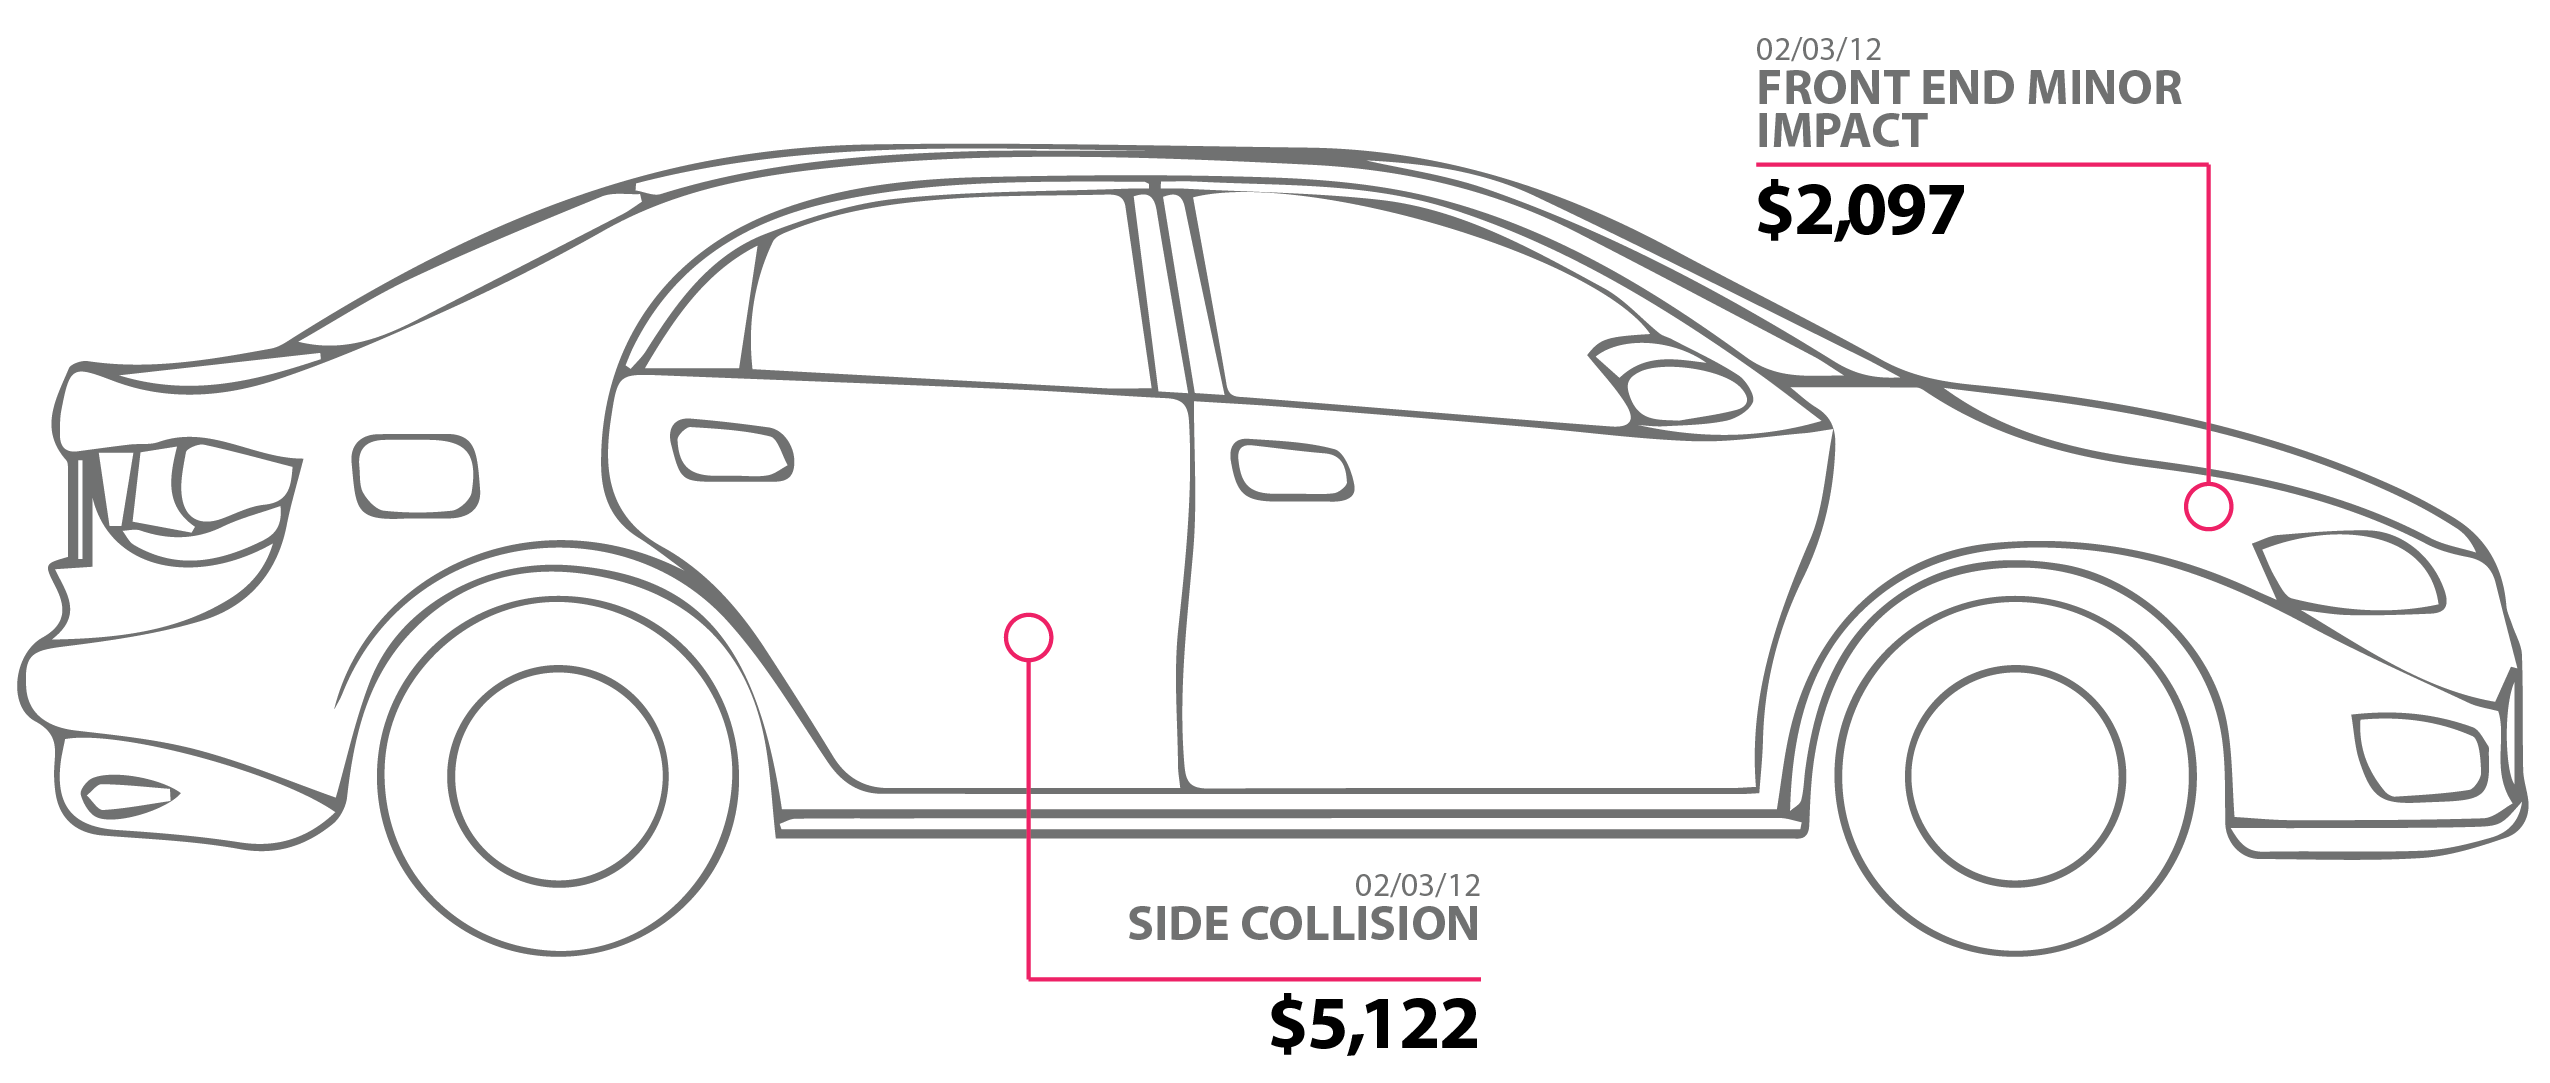 02/03/12
FRONT END MINOR
IMPACT
$2,097
02/03/12
SIDE COLLISION
$5,122